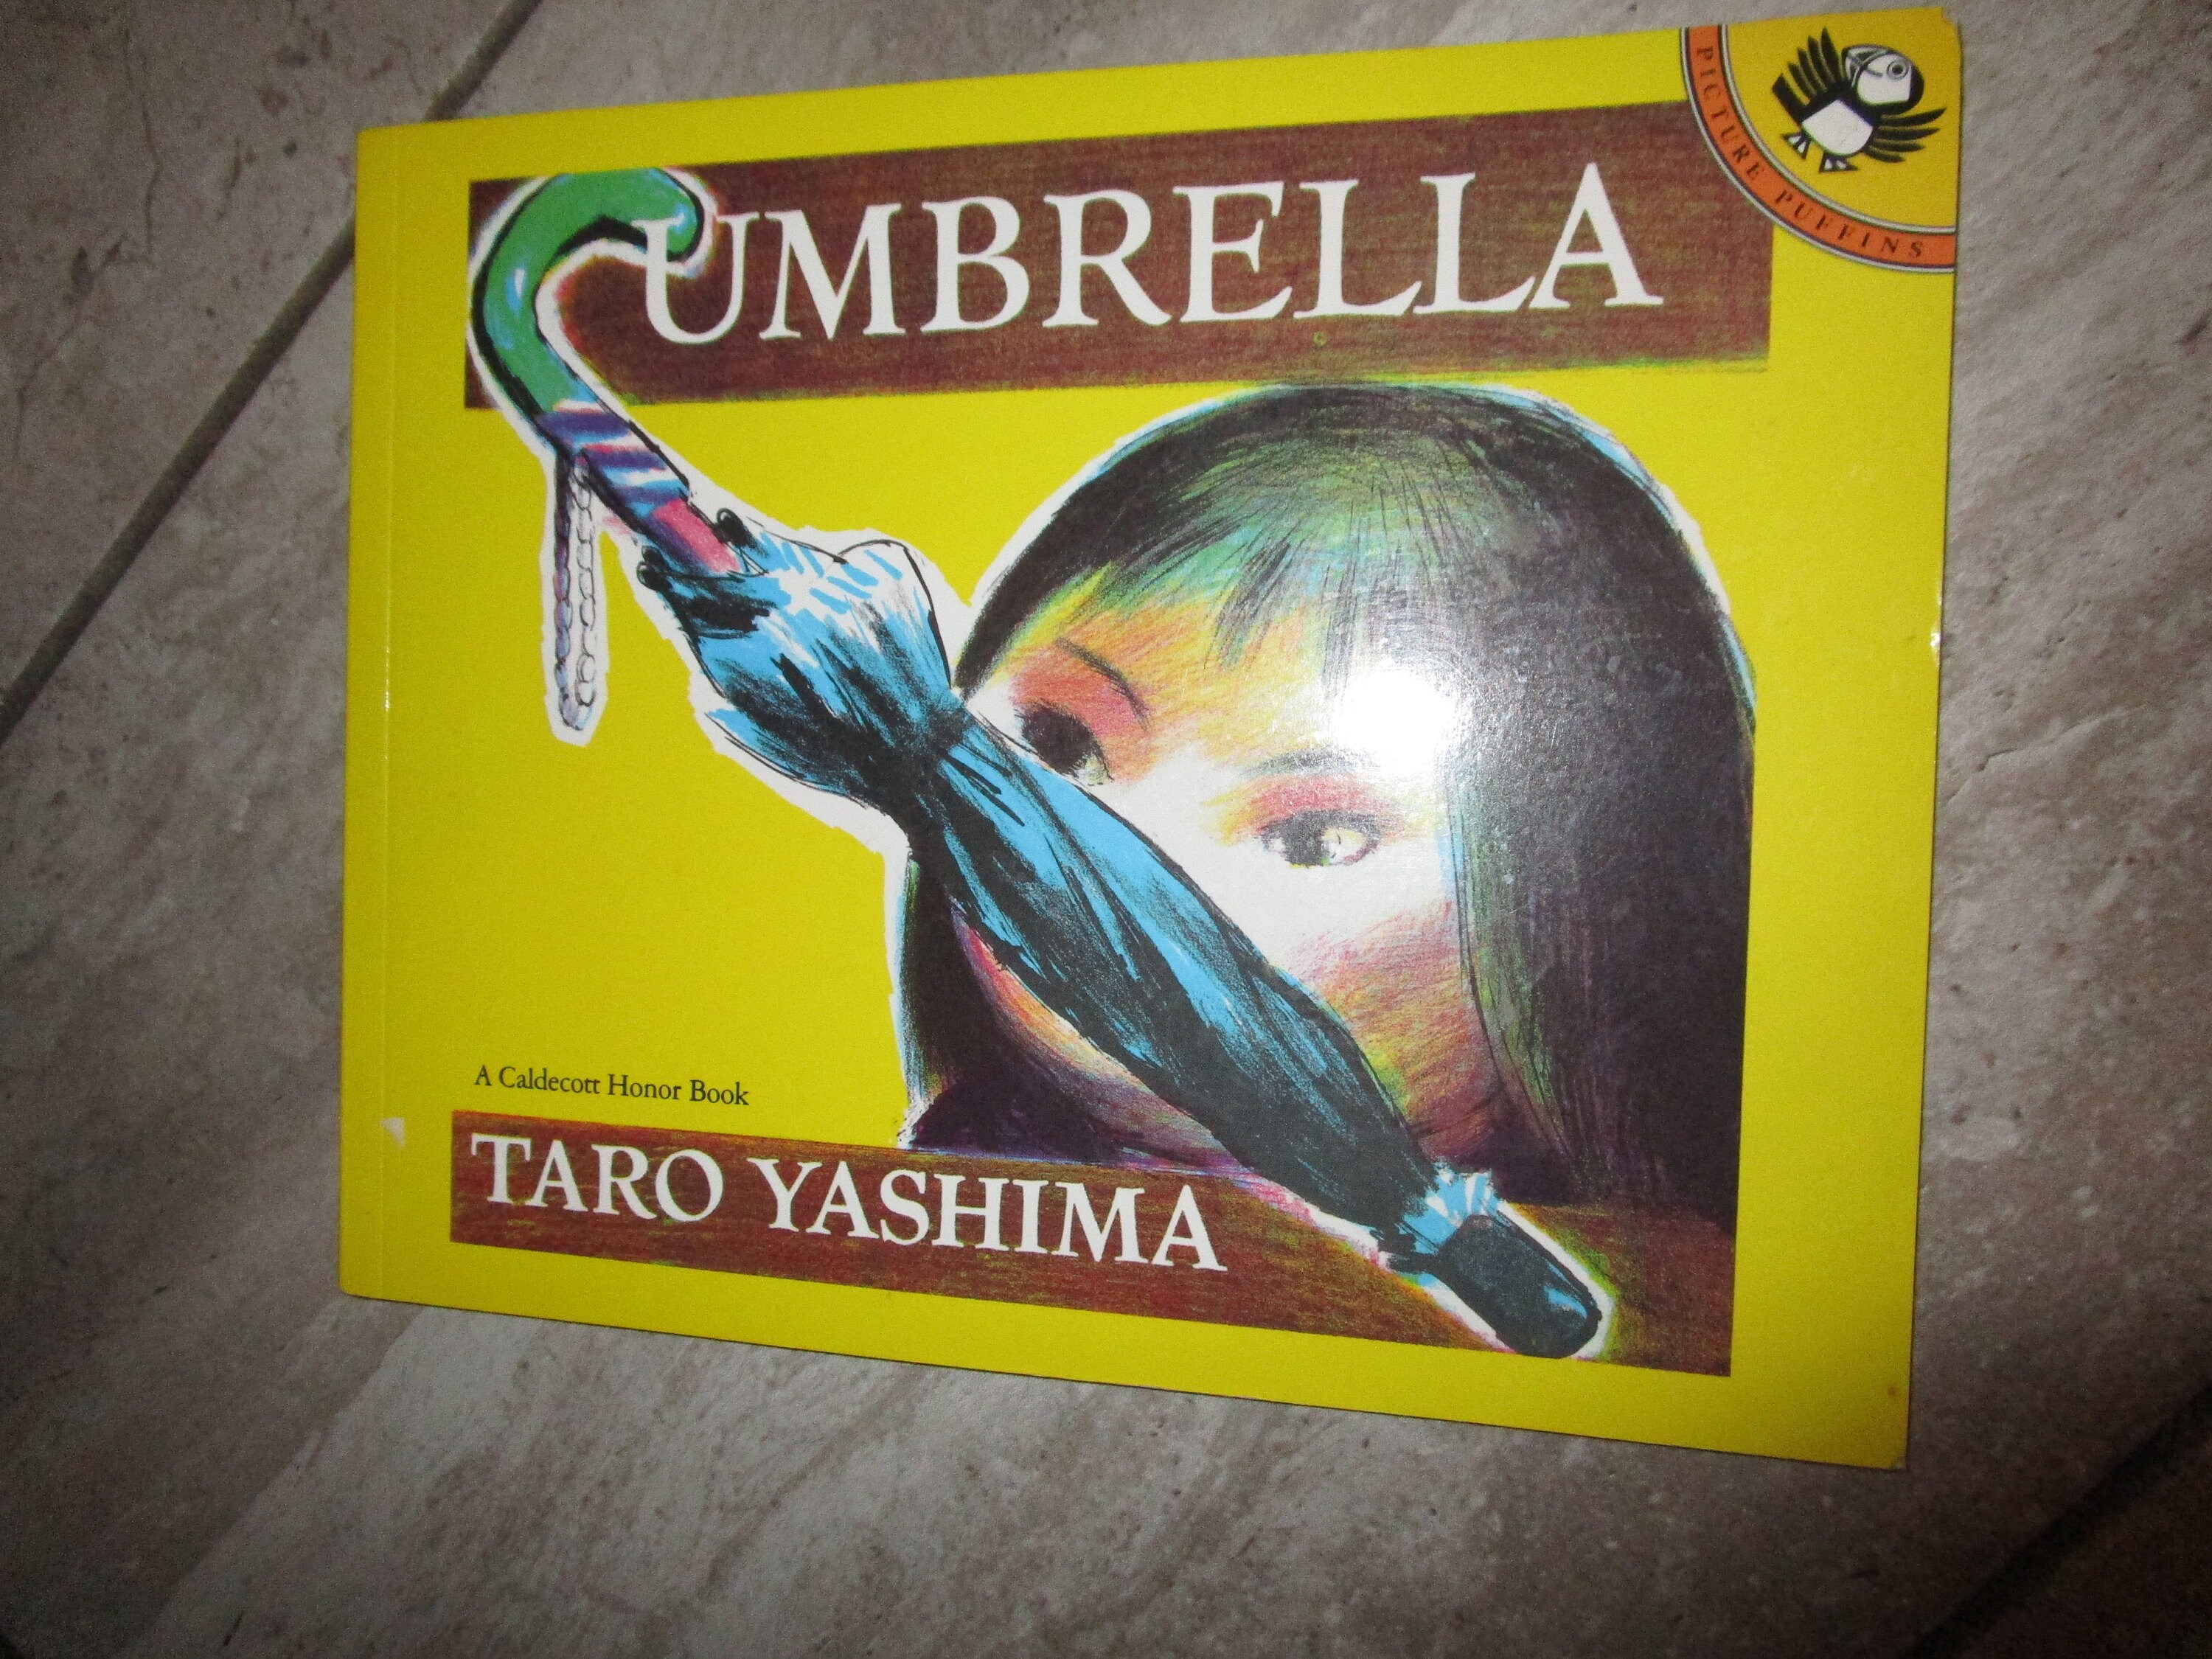 PICTURE PUFFINS
UMBRELLA
A Caldecott Honor Book
TARO YASHIMA